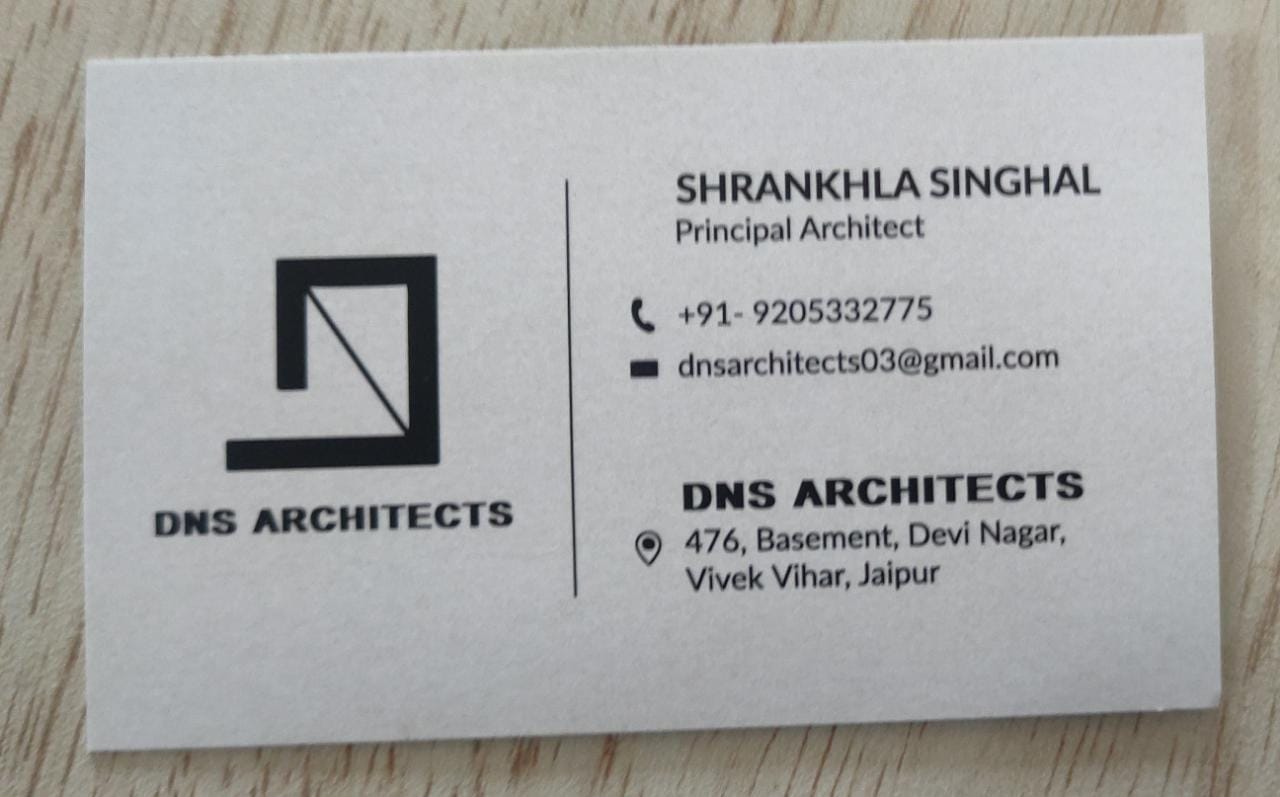 DNS ARCHITECTS
SHRANKHLA SINGHAL
Principal Architect
+91- 9205332775
dnsarchitects03@gmail.com
DNS ARCHITECTS
476, Basement, Devi Nagar,
Vivek Vihar, Jaipur